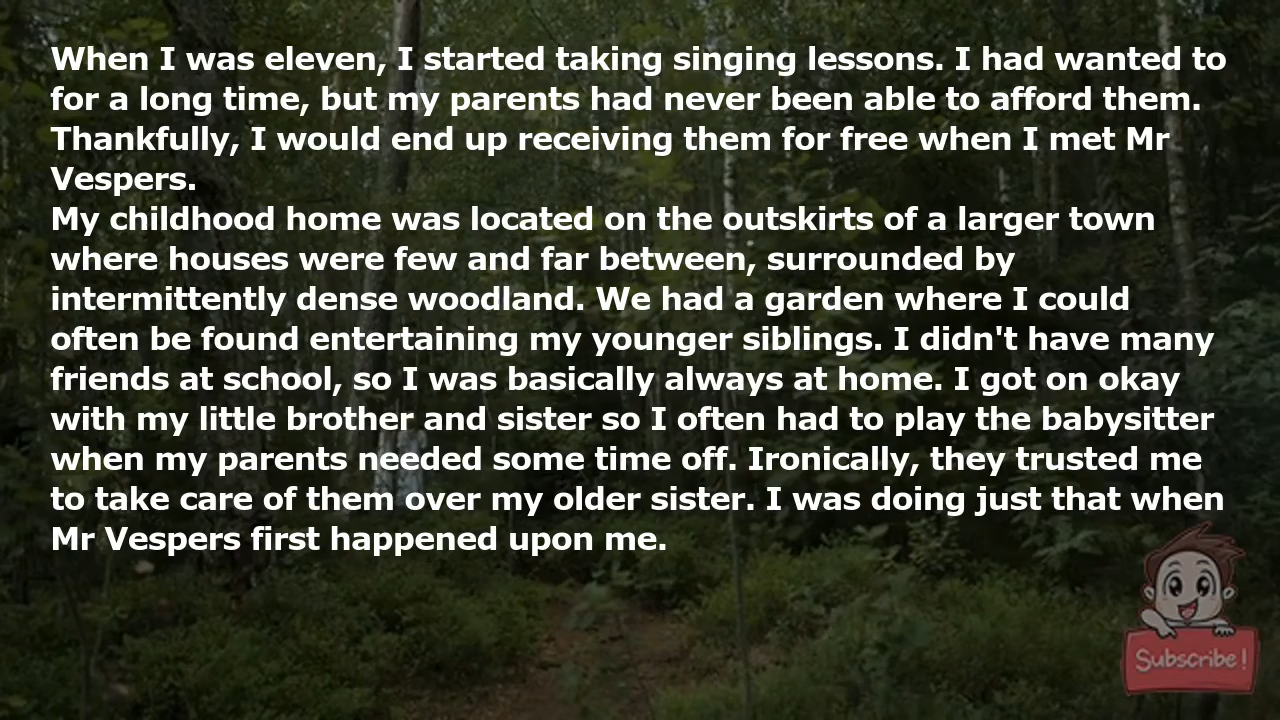 When I was eleven, I started taking singing lessons. I had wanted to
for a long time, but my parents had never been able to afford them.
Thankfully, I would end up receiving them for free when I met Mr
Vespers.
My childhood home was located on the outskirts of a larger town
where houses were few and far between, surrounded by
intermittently dense woodland. We had a garden where I could
often be found entertaining my younger siblings. I didn't have many
friends at school, so I was basically always at home. I got on okay
with my little brother and sister so I often had to play the babysitter
when my parents needed some time off. Ironically, they trusted me
to take care of them over my older sister. I was doing just that when
Mr Vespers first happened upon me.
Subscribe!